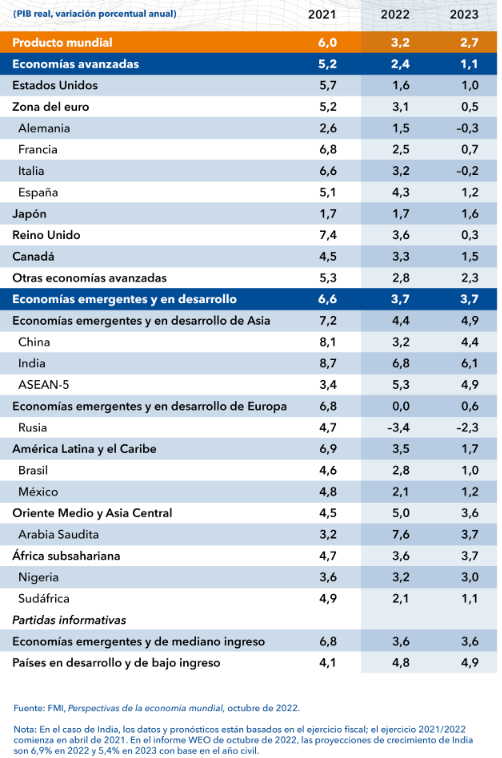 (PIB real, variación porcentual anual) 2021 2022 2023
Producto mundial 6,0 3,2 2,7
Economías avanzadas 5,2 2,4 1,1
Estados Unidos 5,7 1,6 1,0
Zona del euro 5,2 3,1 0,5
Alemania 2,6 1,5 –0,3
Francia 6,8 2,5 0,7
Italia 6,6 3,2 –0,2
España 5,1 4,3 1,2
Japón 1,7 1,7 1,6
Reino Unido 7,4 3,6 0,3
Canadá 4,5 3,3 1,5
Otras economías avanzadas 5,3 2,8 2,3
Economías emergentes y en desarrollo 6,6 3,7 3,7
Economías emergentes y en desarrollo de Asia 7,2 4,4 4,9
China 8,1 3,2 4,4
India 8,7 6,8 6,1
ASEAN-5 3,4 5,3 4,9
Economías emergentes y en desarrollo de Europa 6,8 0,0 0,6
Rusia 4,7 –3,4 –2,3
América Latina y el Caribe 6,9 3,5 1,7
Brasil 4,6 2,8 1,0
México 4,8 2,1 1,2
Oriente Medio y Asia Central 4,5 5,0 3,6
Arabia Saudita 3,2 7,6 3,7
África subsahariana 4,7 3,6 3,7
Nigeria 3,6 3,2 3,0
Sudáfrica 4,9 2,1 1,1
Partidas informativas
Economías emergentes y de mediano ingreso 6,8 3,6 3,6
Países en desarrollo y de bajo ingreso 4,1 4,8 4,9
Fuente: FMI, Perspectivas de la economía mundial, octubre de 2022.
Nota: En el caso de India, los datos y pronósticos están basados en el ejercicio fiscal; el ejercicio 2021/2022
comienza en abril de 2021. En el informe WEO de octubre de 2022, las proyecciones de crecimiento de India
son 6,9% en 2022 y 5,4% en 2023 con base en el año civil.